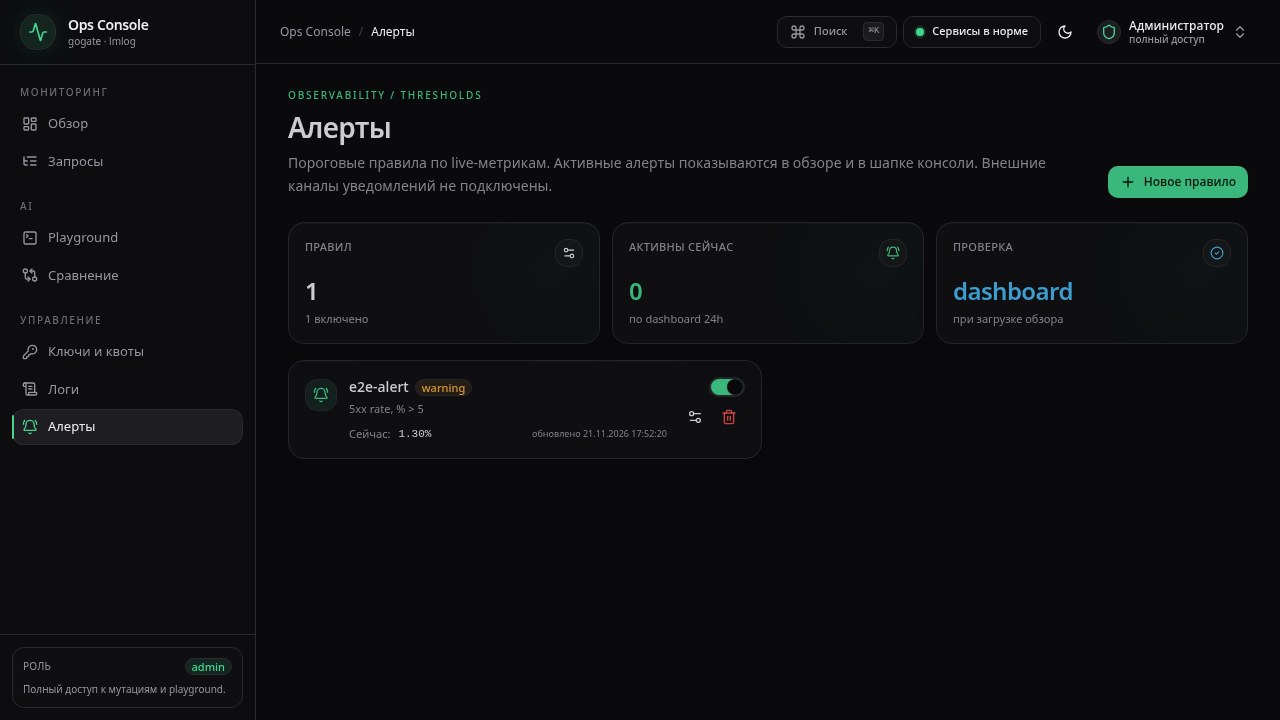 Ops Console
gogate · lmlog
МОНИТОРИНГ
Обзор
Запросы
AI
Playground
Сравнение
УПРАВЛЕНИЕ
Ключи и квоты
Логи
Алерты
РОЛЬ
admin
Полный доступ к мутациям и playground.
Ops Console / Алерты
Поиск
⌘K
Сервисы в норме
Администратор
полный доступ
OBSERVABILITY / THRESHOLDS
Алерты
Пороговые правила по live-метрикам. Активные алерты показываются в обзоре и в шапке консоли. Внешние
каналы уведомлений не подключены.
Новое правило
ПРАВИЛ
1
1 включено
АКТИВНЫ СЕЙЧАС
0
по dashboard 24h
ПРОВЕРКА
dashboard
при загрузке обзора
e2e-alert warning
5xx rate, % > 5
Сейчас: 1.30%
обновлено 21.11.2026 17:52:20